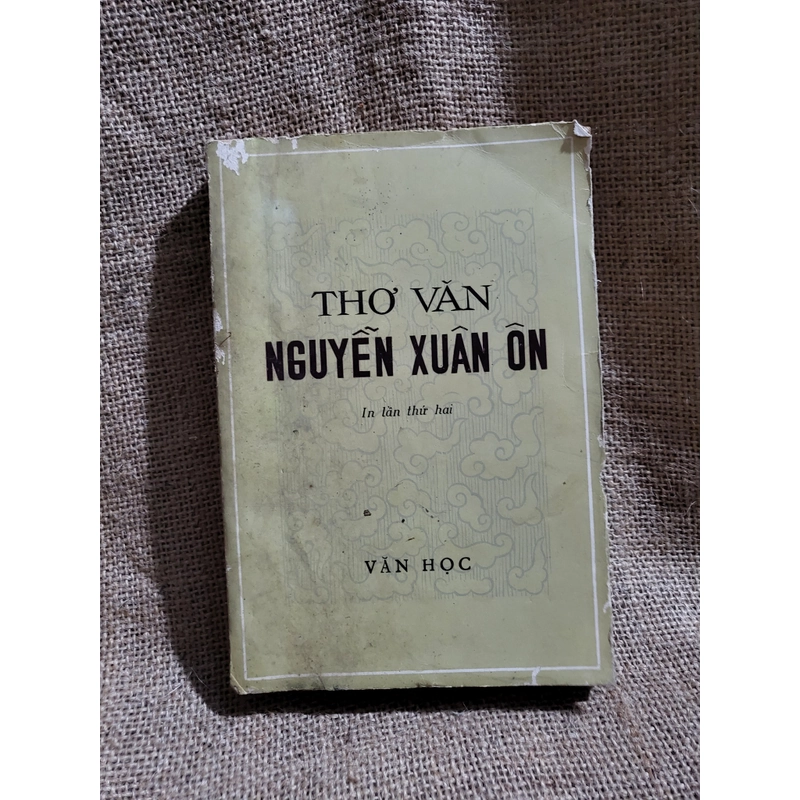 THƠ VĂN
NGUYỄN XUÂN ÔN
In lần thứ hai
VĂN HỌC